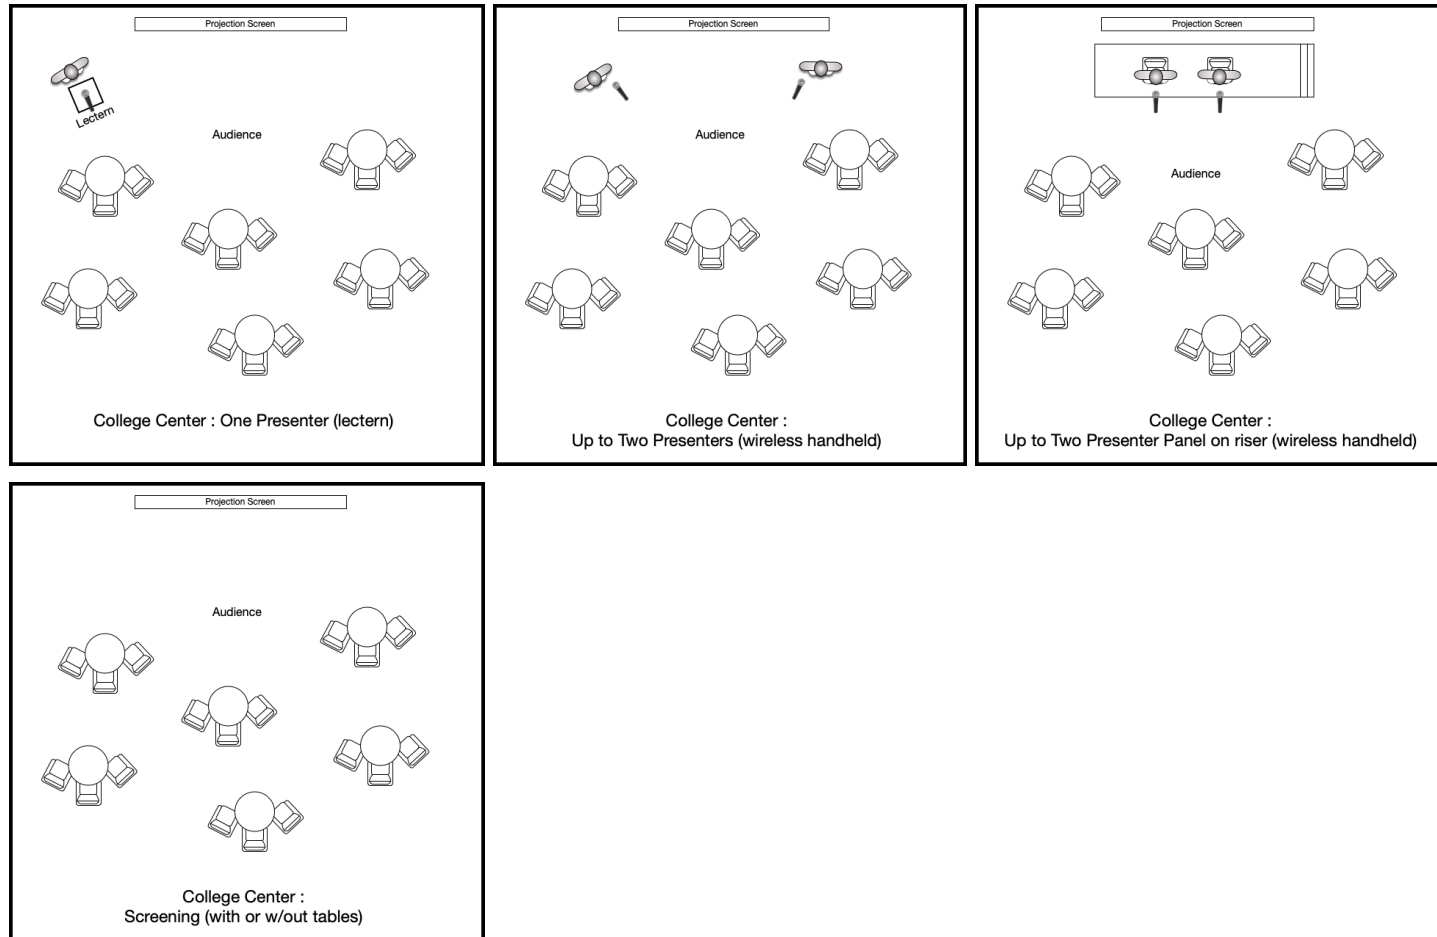 Projection Screen
Lectern
Audience
College Center : One Presenter (lectern)
Projection Screen
Audience
College Center :
Up to Two Presenters (wireless handheld)
Projection Screen
Audience
College Center :
Up to Two Presenter Panel on riser (wireless handheld)
Projection Screen
Audience
College Center :
Screening (with or w/out tables)